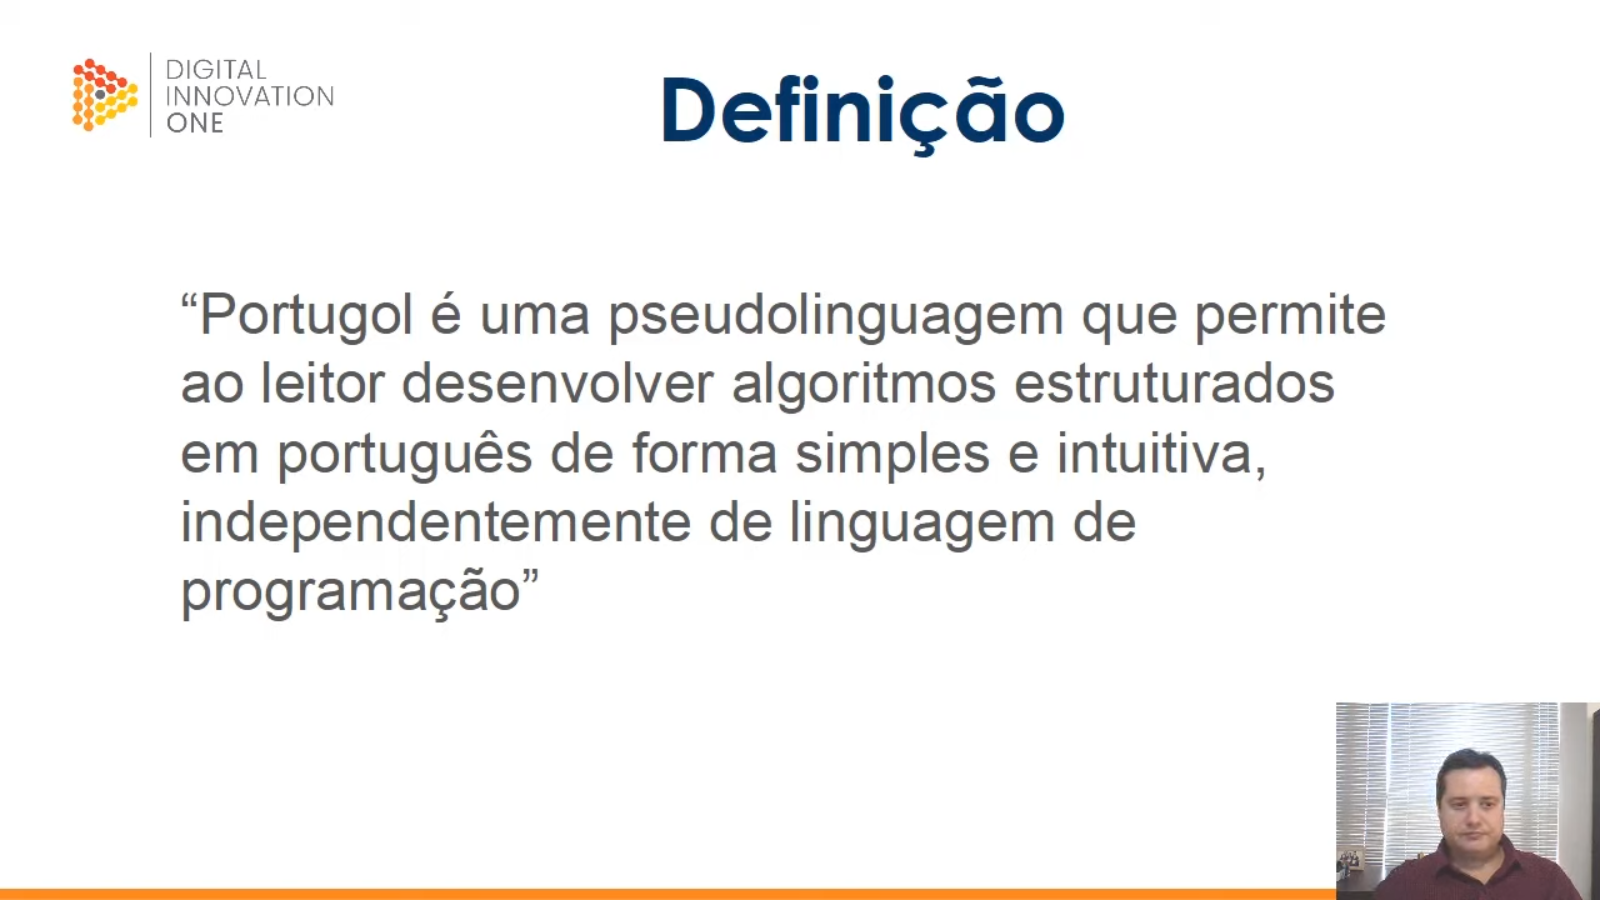 DIGITAL
INNOVATION
ONE
Definição
“Portugol é uma pseudolinguagem que permite
ao leitor desenvolver algoritmos estruturados
em português de forma simples e intuitiva,
independentemente de linguagem de
programação”